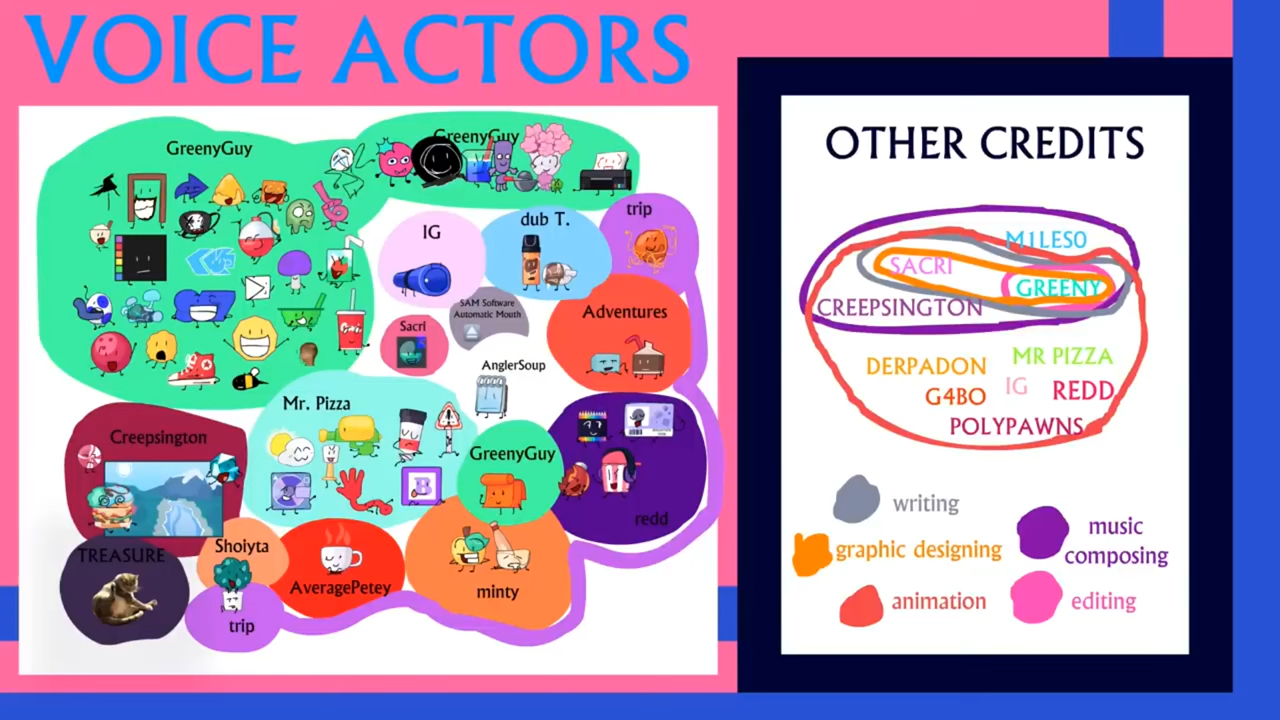 VOICE ACTORS
GreenyGuy
GreenyGuy
trip
IG
dub T.
SAM Software
Automatic Mouth
Adventures
Sacri
AnglerSoup
Mr. Pizza
Creepsington
GreenyGuy
B
redd
TREASURE
Shoiyta
AveragePetey
minty
trip
OTHER CREDITS
M1LES0
SACRI
GREENY
CREEPSINGTON
DERPADON
MR PIZZA
G4BO
IG
REDD
POLYPAWNS
writing
graphic designing
music
composing
animation
editing